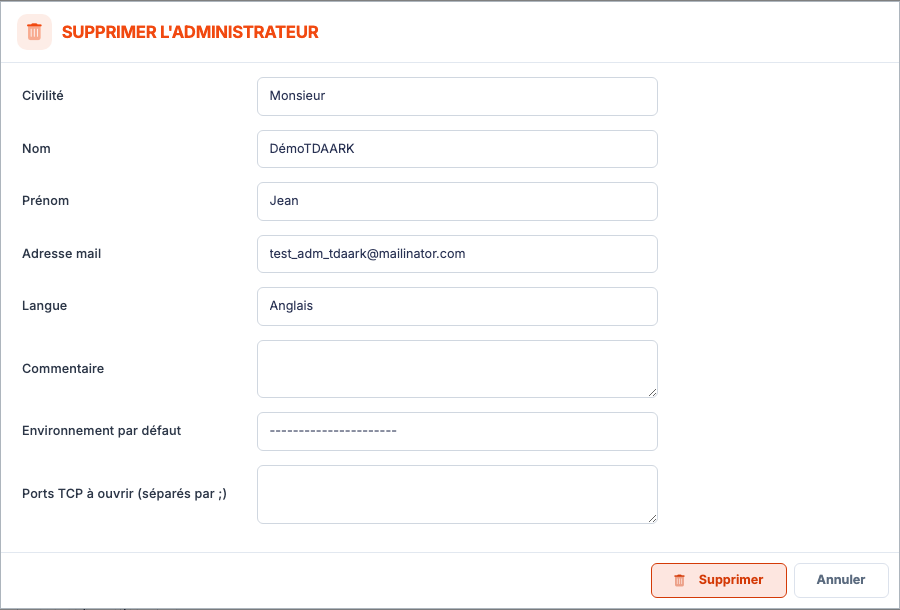 SUPPRIMER L'ADMINISTRATEUR
Civilité Monsieur
Nom DémoTDAARK
Prénom Jean
Adresse mail test_adm_tdaark@mailinator.com
Langue Anglais
Commentaire
Environnement par défaut ----------------------
Ports TCP à ouvrir (séparés par ;)
Supprimer Annuler